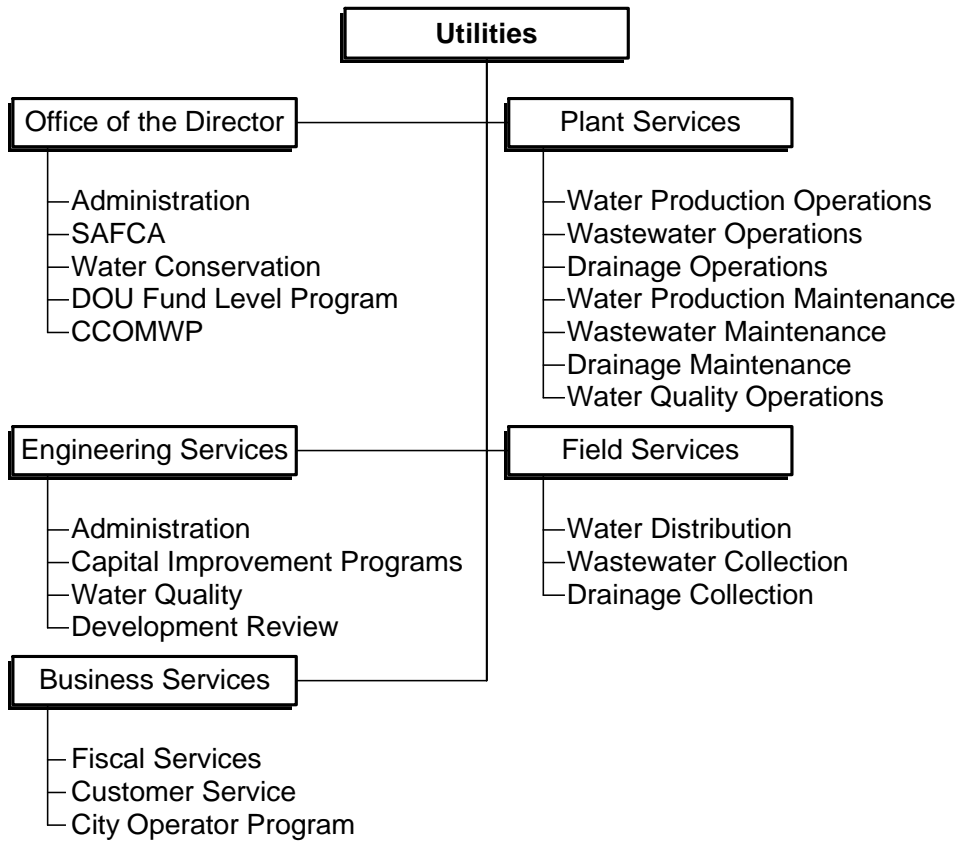 Utilities
Office of the Director
Administration
SAFCA
Water Conservation
DOU Fund Level Program
CCOMWP
Plant Services
Water Production Operations
Wastewater Operations
Drainage Operations
Water Production Maintenance
Wastewater Maintenance
Drainage Maintenance
Water Quality Operations
Engineering Services
Administration
Capital Improvement Programs
Water Quality
Development Review
Field Services
Water Distribution
Wastewater Collection
Drainage Collection
Business Services
Fiscal Services
Customer Service
City Operator Program